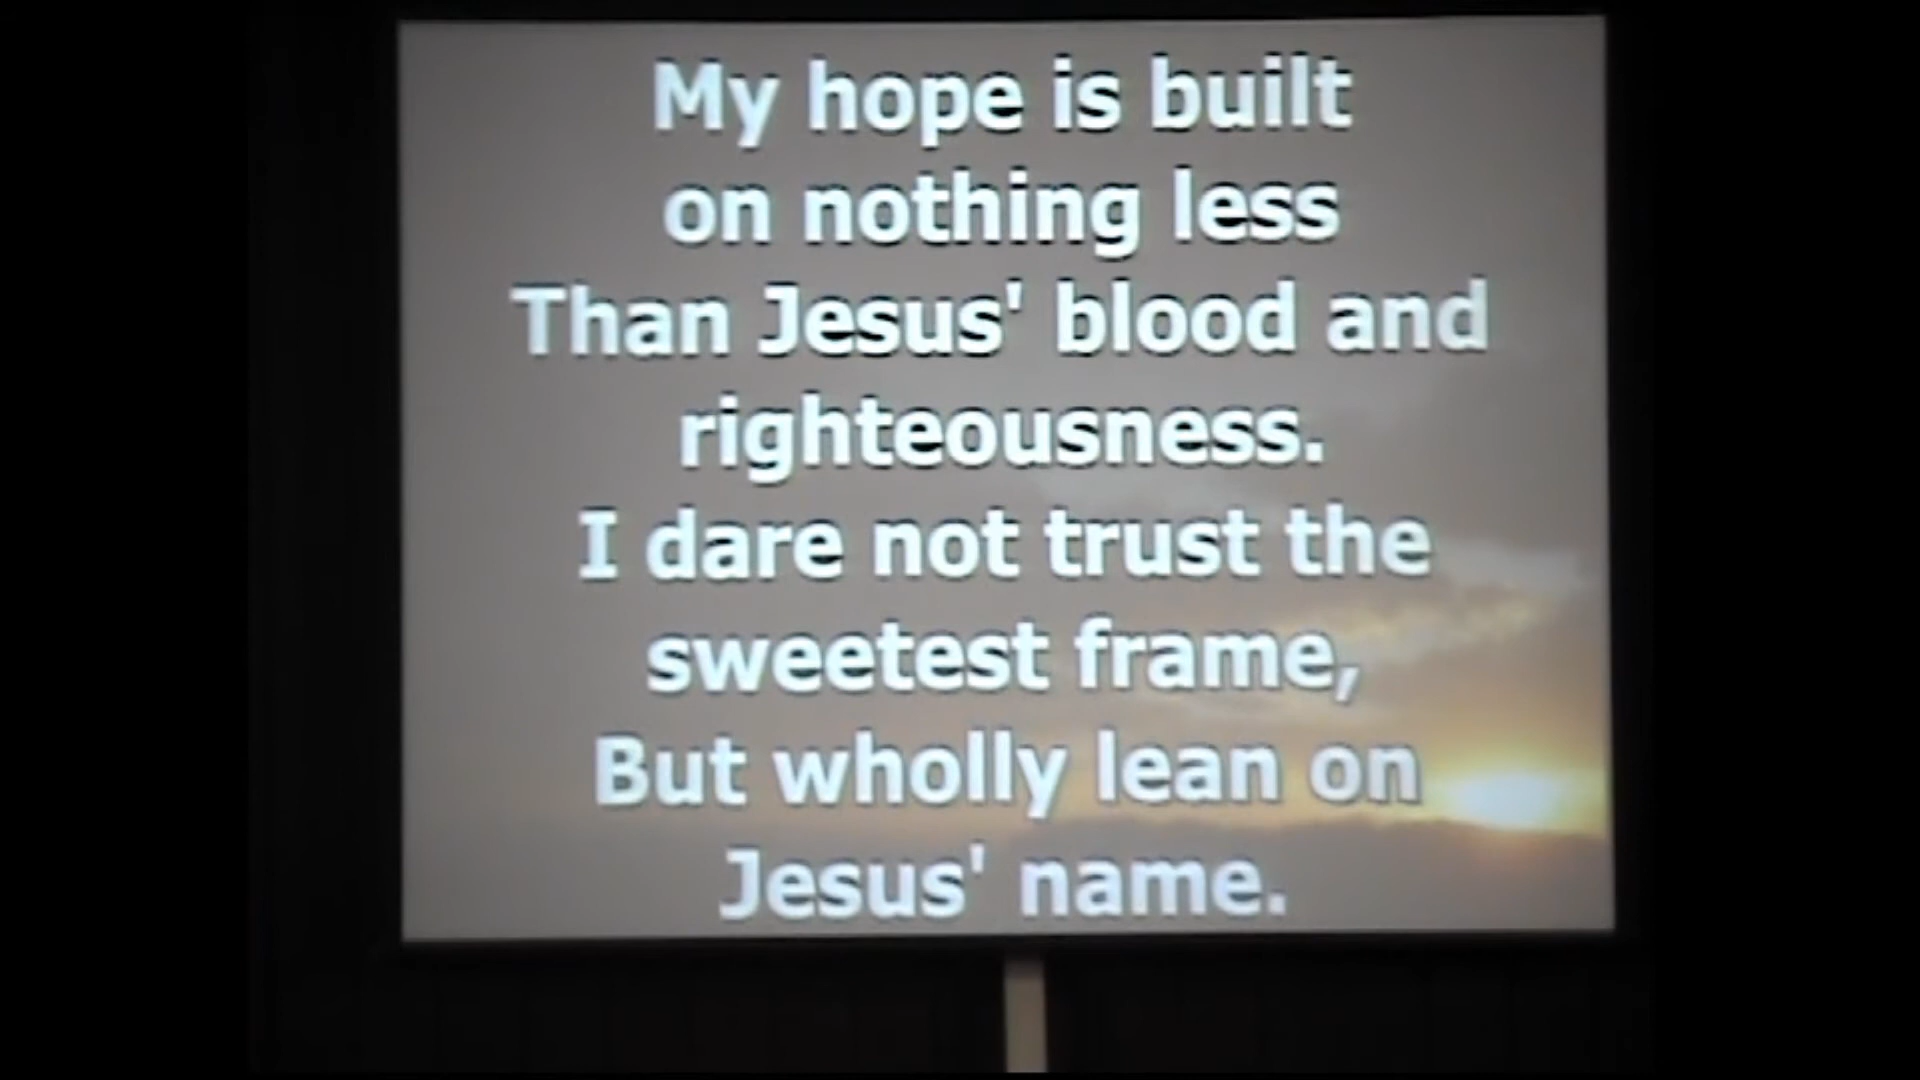 My hope is built
on nothing less
Than Jesus' blood and
righteousness.
I dare not trust the
sweetest frame,
But wholly lean on
Jesus' name.